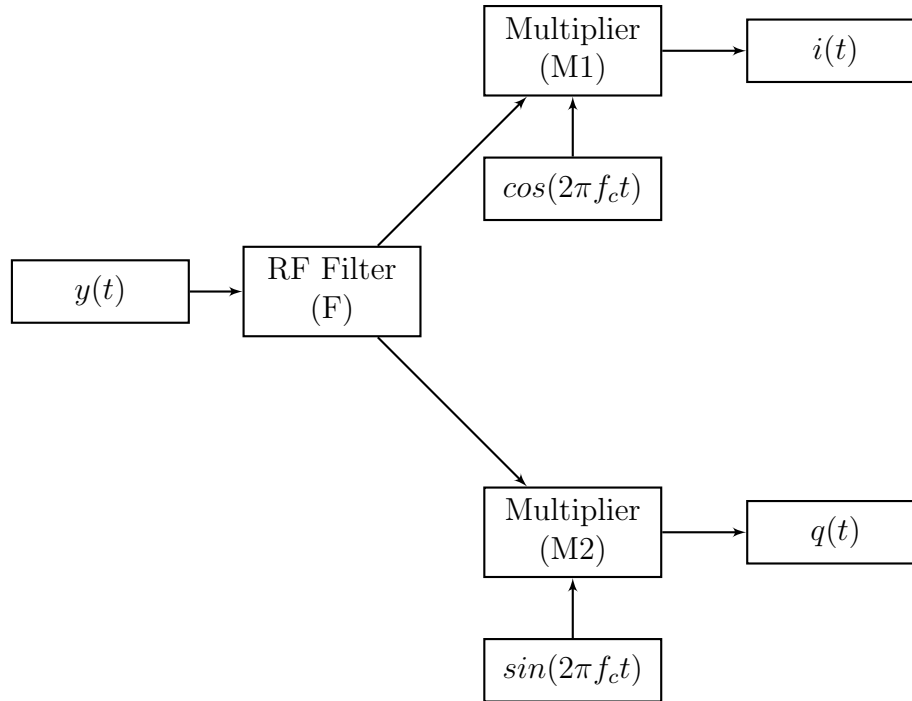 Multiplier
(M1)
i(t)
cos(2πf_ct)
RF Filter
(F)
y(t)
Multiplier
(M2)
q(t)
sin(2πf_ct)